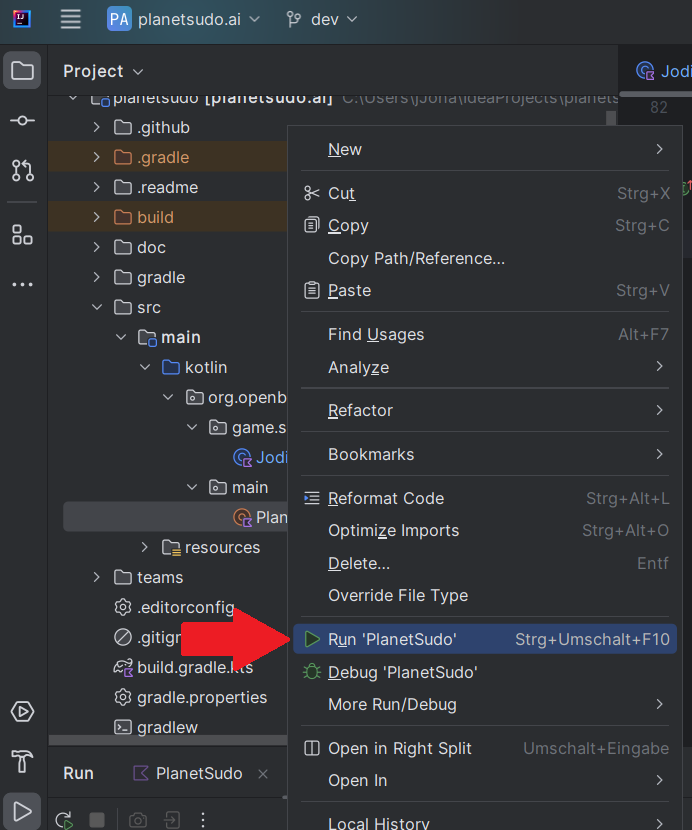 PA planetsudo.ai dev
Project
Jodi
planetsudo [planetsudo.ai] C:\Users\jJona\IdeaProjects\planets
82
.github
.gradle
.readme
build
doc
gradle
src
main
kotlin
org.openb
game.s
Jodi
main
Plan
resources
teams
.editorconfig
.gitign
build.gradle.kts
gradle.properties
gradlew
New
Cut Strg+X
Copy Strg+C
Copy Path/Reference...
Paste Strg+V
Find Usages Alt+F7
Analyze
Refactor
Bookmarks
Reformat Code Strg+Alt+L
Optimize Imports Strg+Alt+O
Delete... Entf
Override File Type
Run 'PlanetSudo' Strg+Umschalt+F10
Debug 'PlanetSudo'
More Run/Debug
Open in Right Split Umschalt+Eingabe
Open In
Local History
Run PlanetSudo